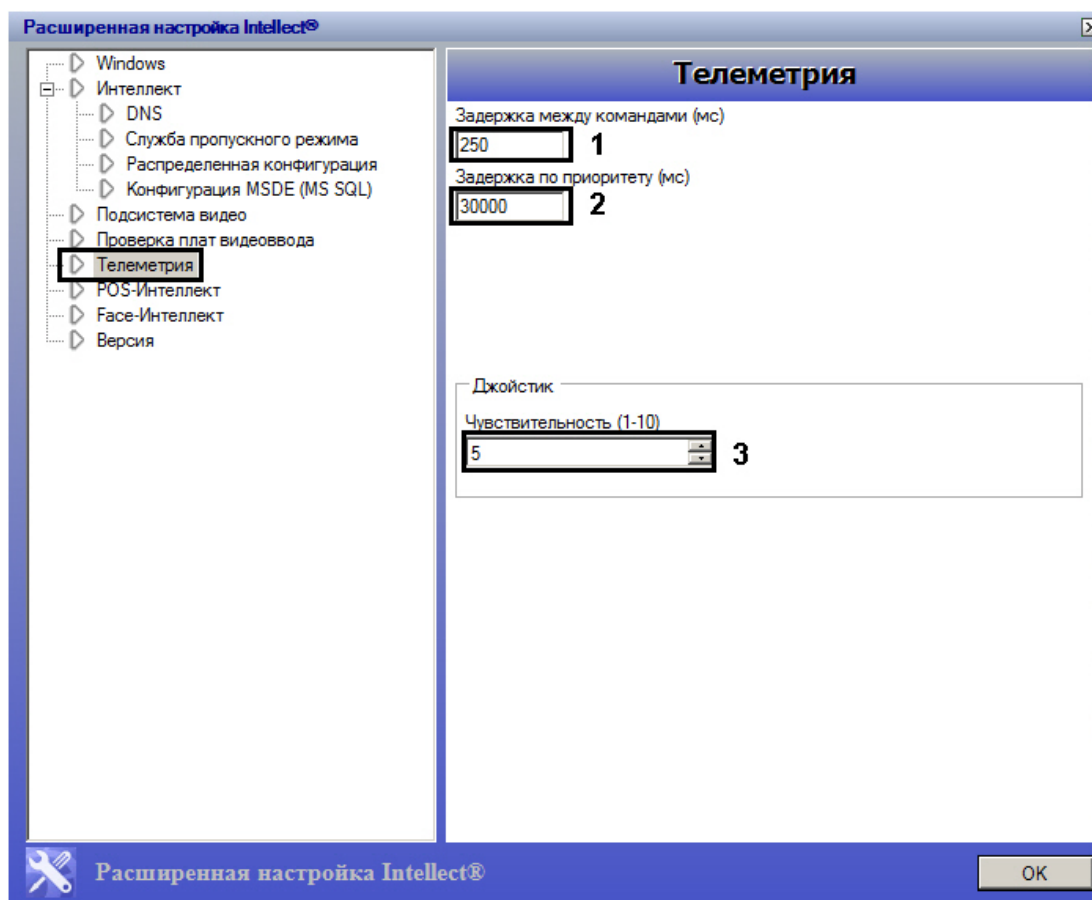 Расширенная настройка Intellect®
Windows
Интеллект
DNS
Служба пропускного режима
Распределенная конфигурация
Конфигурация MSDE (MS SQL)
Подсистема видео
Проверка плат видеоввода
Телеметрия
POS-Интеллект
Face-Интеллект
Версия
Телеметрия
Задержка между командами (мс)
250 1
Задержка по приоритету (мс)
30000 2
Джойстик
Чувствительность (1-10)
5 3
Расширенная настройка Intellect®
OK